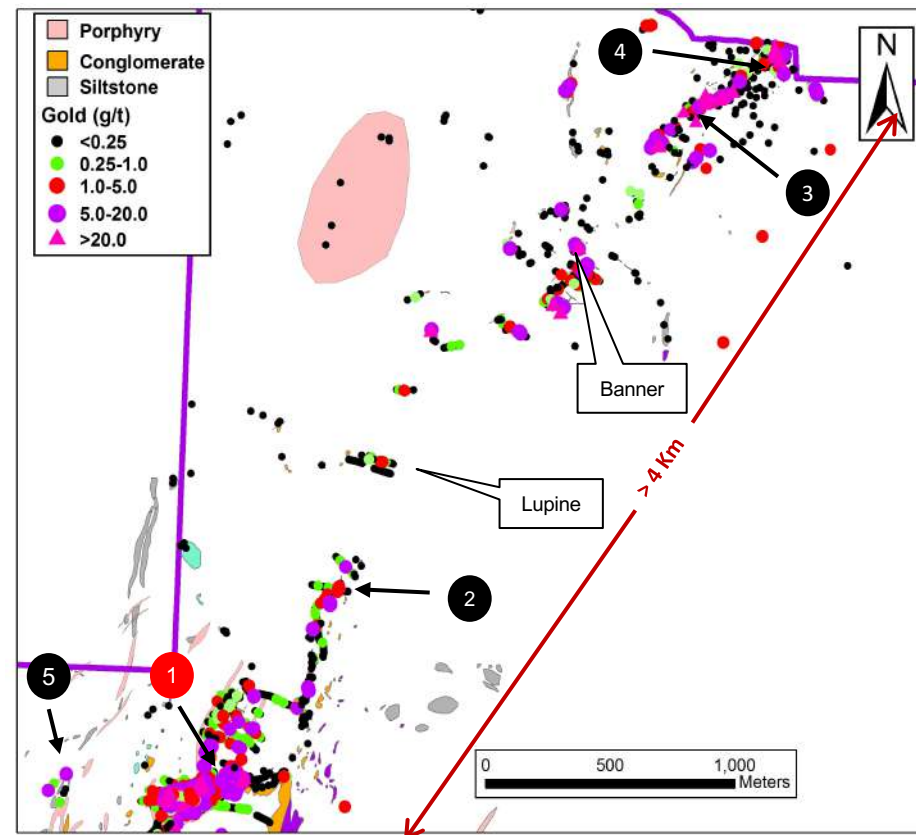 Porphyry
Conglomerate
Siltstone
Gold (g/t)
<0.25
0.25-1.0
1.0-5.0
5.0-20.0
>20.0
4
N
3
Banner
> 4 Km
Lupine
2
5
1
0 500 1,000
Meters